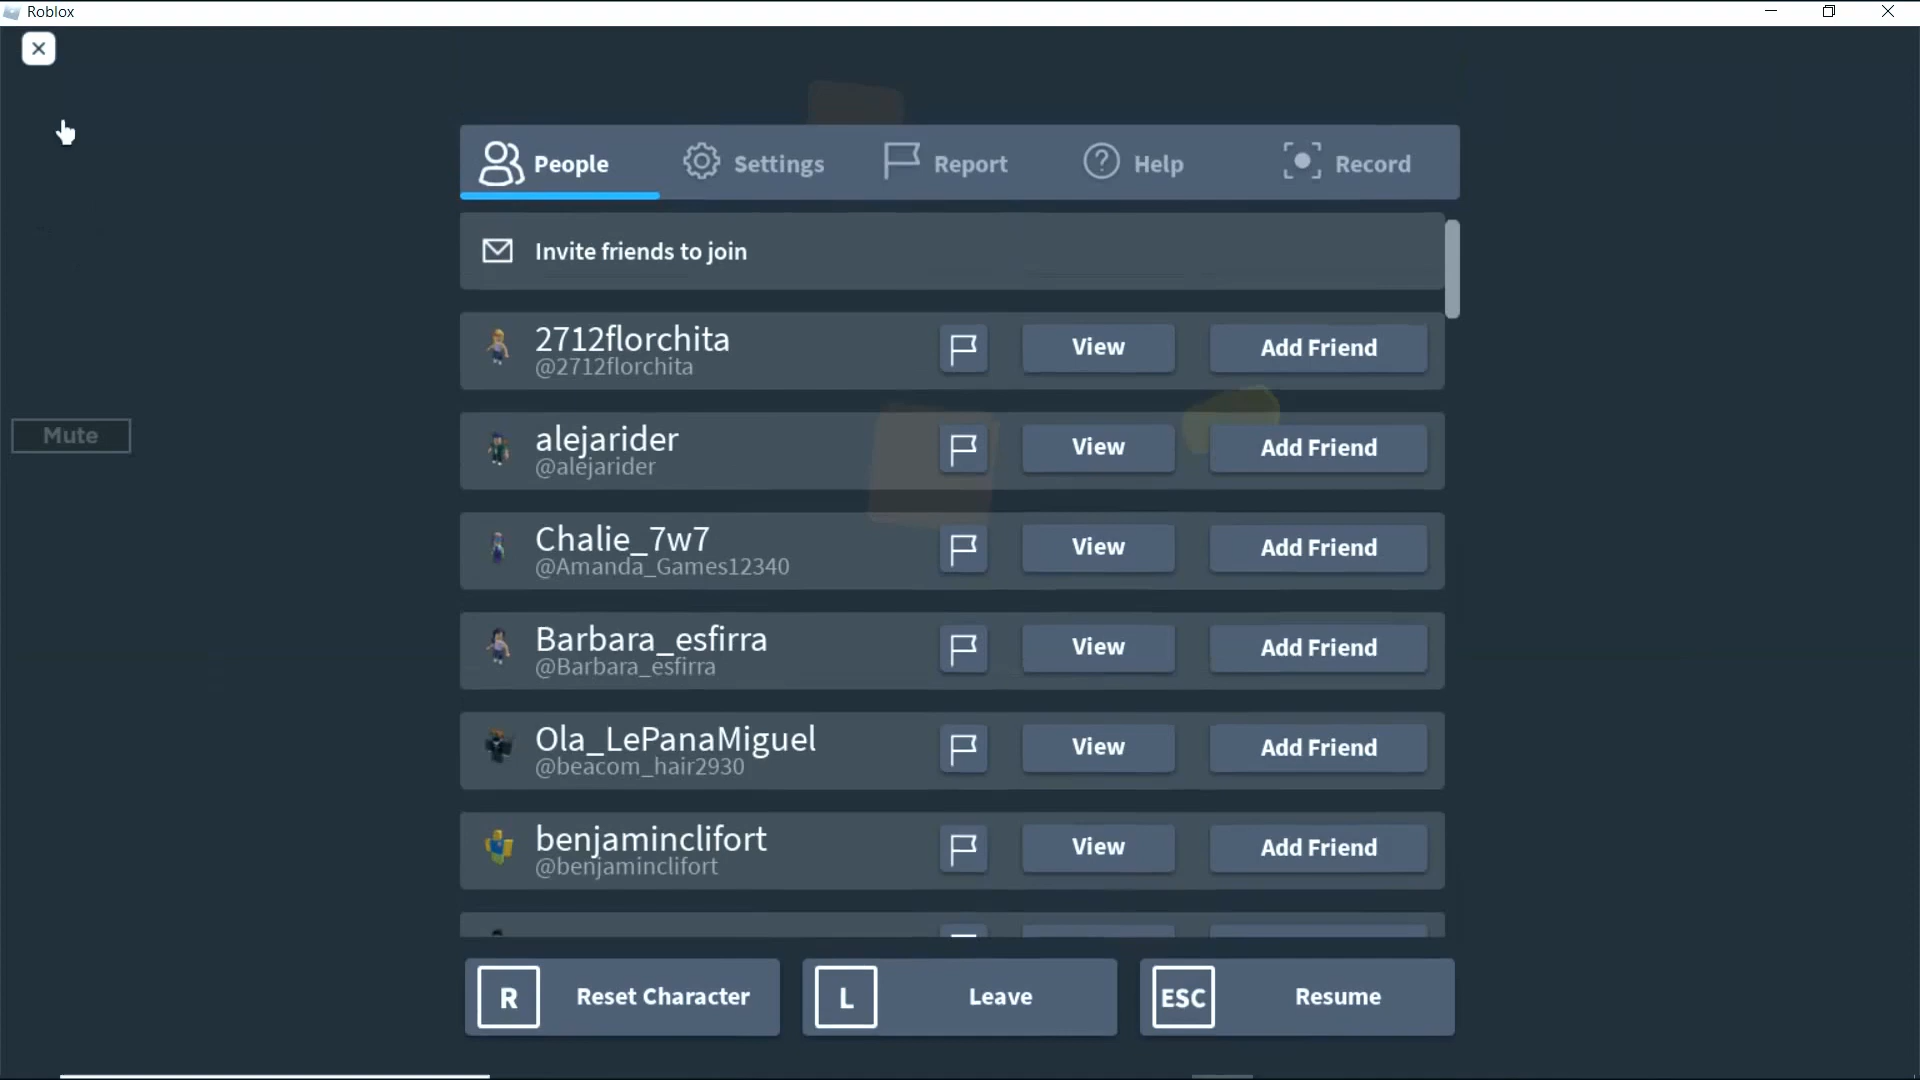 Roblox
People Settings Report Help Record
Invite friends to join
2712florchita
@2712florchita
View Add Friend
alejarider
@alejarider
View Add Friend
Mute
Chalie_7w7
@Amanda_Games12340
View Add Friend
Barbara_esfirra
@Barbara_esfirra
View Add Friend
Ola_LePanaMiguel
@beacom_hair2930
View Add Friend
benjaminclifort
@benjaminclifort
View Add Friend
R Reset Character L Leave ESC Resume